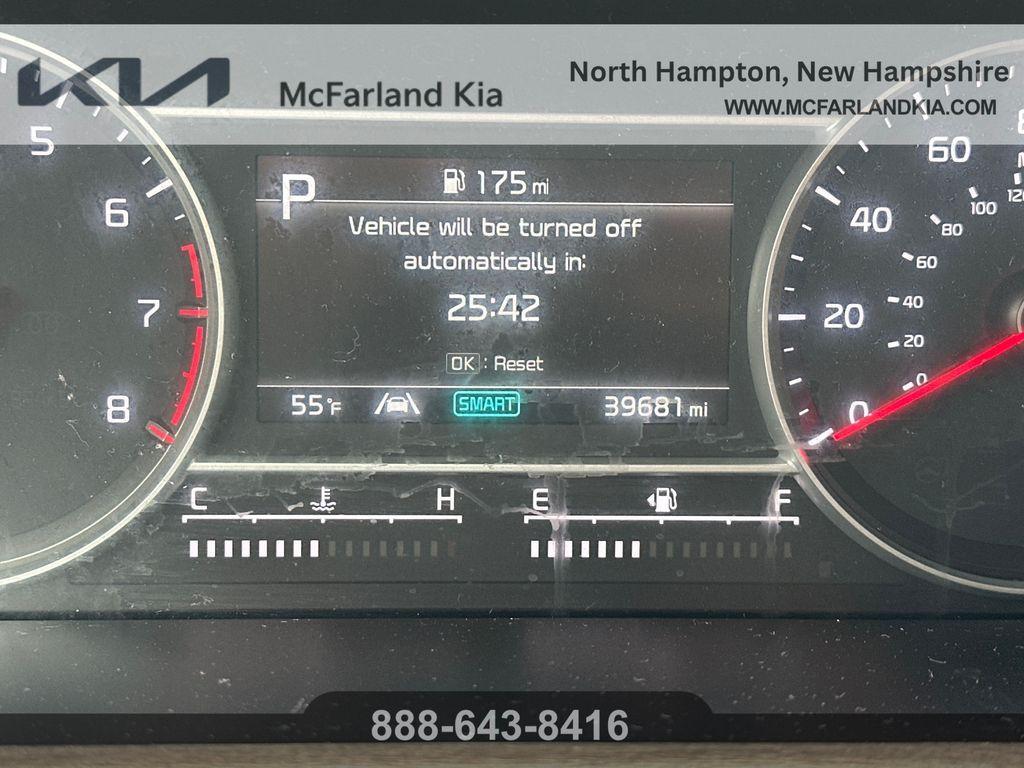 KIA
McFarland Kia
North Hampton, New Hampshire
WWW.MCFARLANDKIA.COM
5
6
7
8
P
175 mi
Vehicle will be turned off
automatically in:
25:42
OK : Reset
55°F
SMART
39681 mi
C H
E F
60
40
20
0
120
100
80
60
40
20
0
888-643-8416